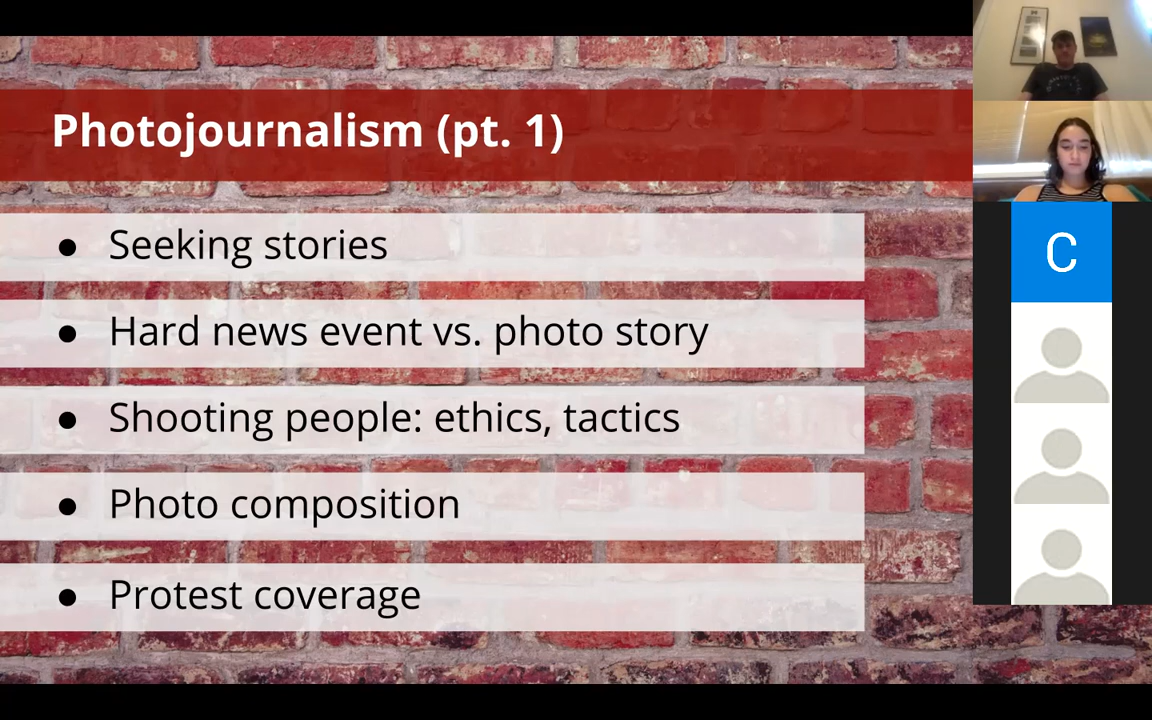 Photojournalism (pt. 1)
● Seeking stories
● Hard news event vs. photo story
● Shooting people: ethics, tactics
● Photo composition
● Protest coverage
C